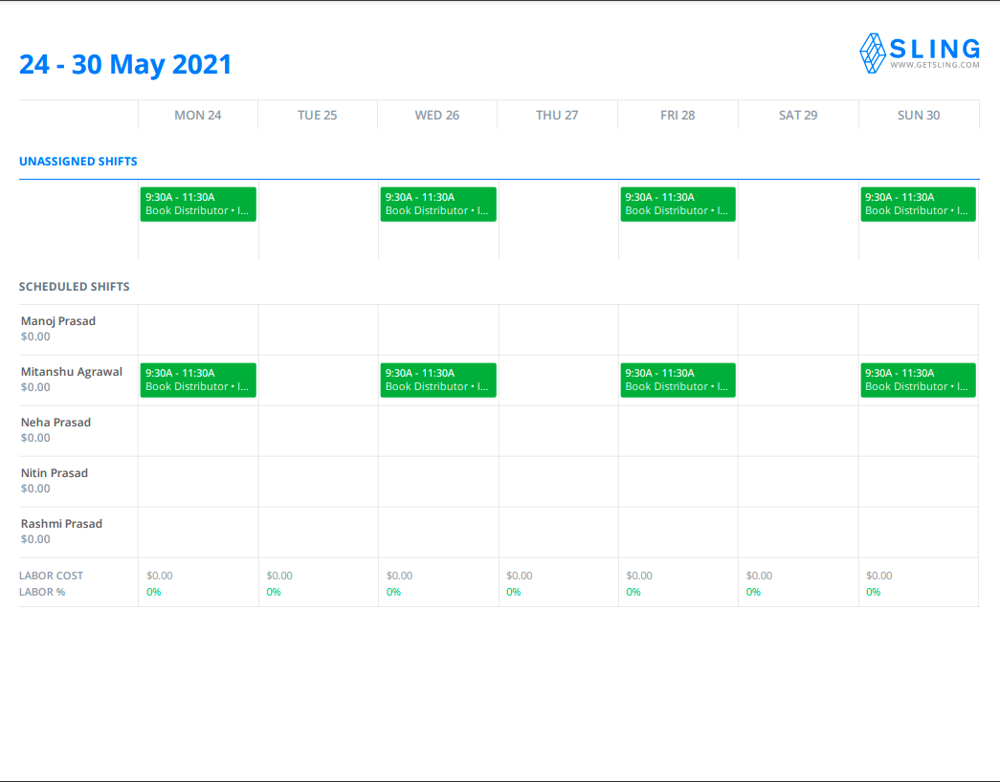 24 - 30 May 2021
SLING
WWW.GETSLING.COM
MON 24 TUE 25 WED 26 THU 27 FRI 28 SAT 29 SUN 30
UNASSIGNED SHIFTS
9:30A - 11:30A 9:30A - 11:30A 9:30A - 11:30A 9:30A - 11:30A
Book Distributor • I... Book Distributor • I... Book Distributor • I... Book Distributor • I...
SCHEDULED SHIFTS
Manoj Prasad
$0.00
Mitanshu Agrawal 9:30A - 11:30A 9:30A - 11:30A 9:30A - 11:30A 9:30A - 11:30A
$0.00 Book Distributor • I... Book Distributor • I... Book Distributor • I... Book Distributor • I...
Neha Prasad
$0.00
Nitin Prasad
$0.00
Rashmi Prasad
$0.00
LABOR COST $0.00 $0.00 $0.00 $0.00 $0.00 $0.00 $0.00
LABOR % 0% 0% 0% 0% 0% 0% 0%